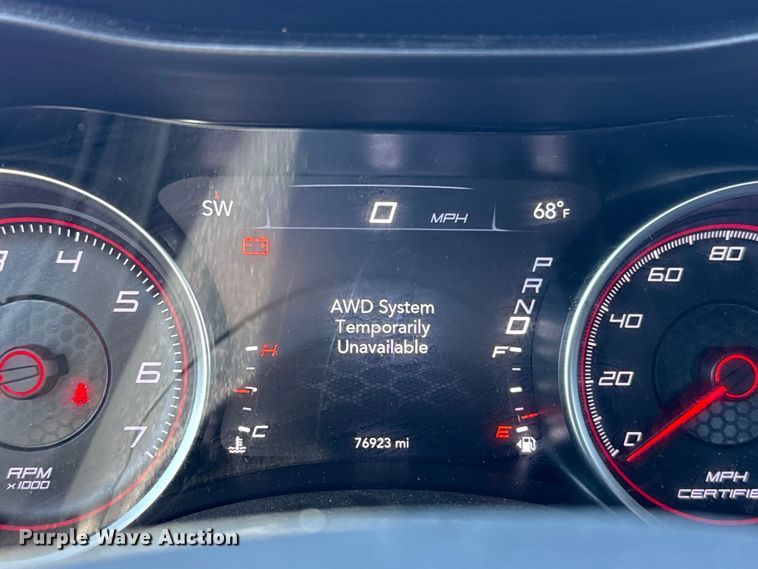 SW 0 MPH 68°F
AWD System
Temporarily
Unavailable
P
R
N
D
H
C
F
E
76923 mi
3 4 5 6 7
RPM
x1000
0 20 40 60 80
MPH
CERTIFIE
Purple Wave Auction